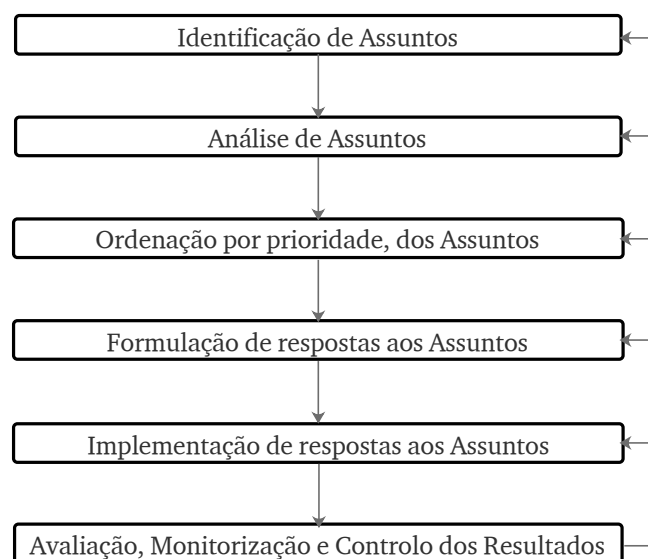 Identificação de Assuntos
Análise de Assuntos
Ordenação por prioridade, dos Assuntos
Formulação de respostas aos Assuntos
Implementação de respostas aos Assuntos
Avaliação, Monitorização e Controlo dos Resultados